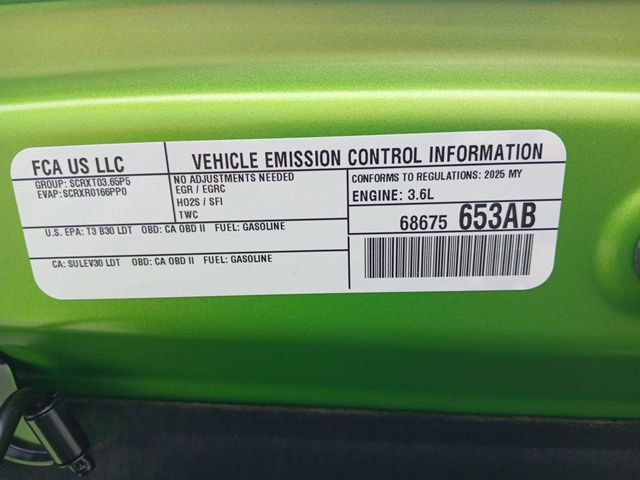 FCA US LLC
GROUP: SCRXT03.65P5
EVAP: SCRXR0166PP0
VEHICLE EMISSION CONTROL INFORMATION
NO ADJUSTMENTS NEEDED
EGR / EGRC
HO2S / SFI
TWC
CONFORMS TO REGULATIONS: 2025 MY
ENGINE: 3.6L
68675 653AB
U.S. EPA: T3 B30 LDT OBD: CA OBD II FUEL: GASOLINE
CA: SULEV30 LDT OBD: CA OBD II FUEL: GASOLINE